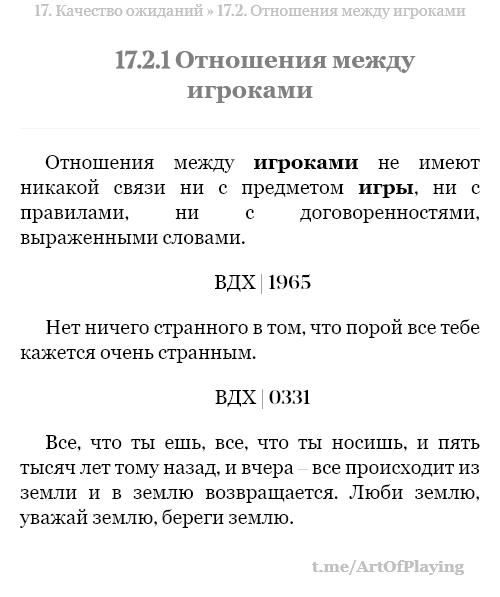 17. Качество ожиданий » 17.2. Отношения между игроками
17.2.1 Отношения между
игроками
Отношения между игроками не имеют
никакой связи ни с предметом игры, ни с
правилами, ни с договоренностями,
выраженными словами.
ВДХ | 1965
Нет ничего странного в том, что порой все тебе
кажется очень странным.
ВДХ | 0331
Все, что ты ешь, все, что ты носишь, и пять
тысяч лет тому назад, и вчера – все происходит из
земли и в землю возвращается. Люби землю,
уважай землю, береги землю.
t.me/ArtOfPlaying